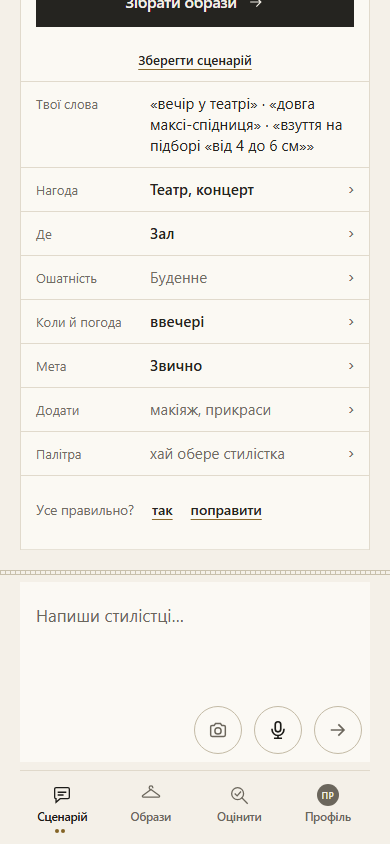 Зібрати образи →
Зберегти сценарій
Твої слова «вечір у театрі» · «довга
максі-спідниця» · «взуття на
підборі «від 4 до 6 см»»
Нагода Театр, концерт ›
Де Зал ›
Ошатність Буденне ›
Коли й погода ввечері ›
Мета Звично ›
Додати макіяж, прикраси ›
Палітра хай обере стилістка ›
Усе правильно? так поправити
Напиши стилістці...
ПР
Сценарій Образи Оцінити Профіль